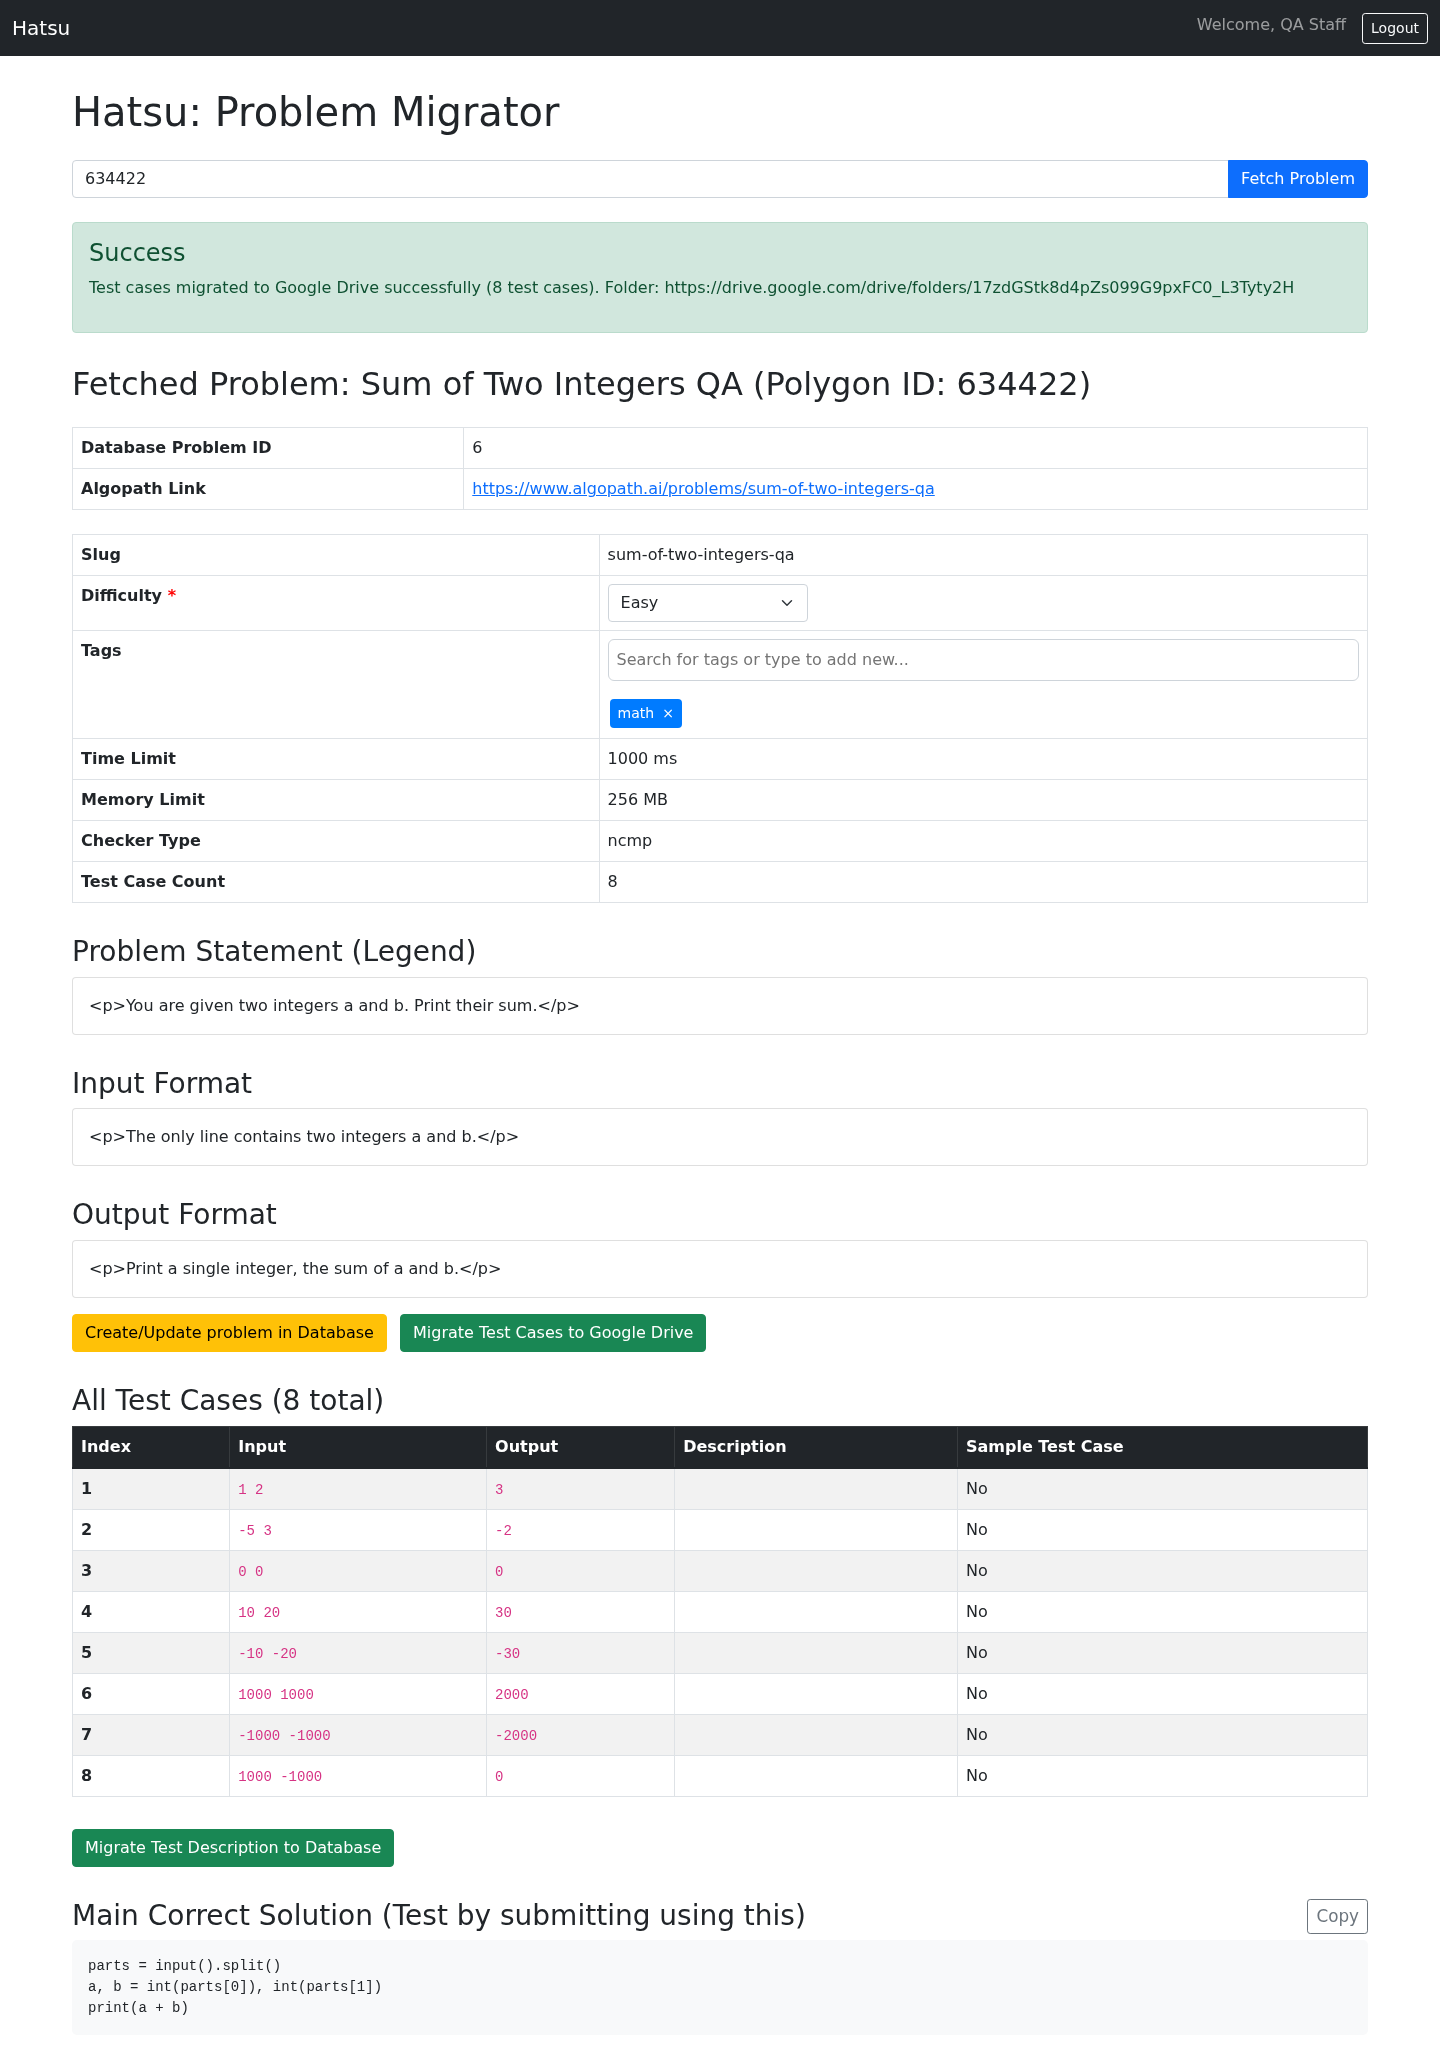 Hatsu
Welcome, QA Staff
Logout
Hatsu: Problem Migrator
634422
Fetch Problem
Success
Test cases migrated to Google Drive successfully (8 test cases). Folder: https://drive.google.com/drive/folders/17zdGStk8d4pZs099G9pxFC0_L3Tyty2H
Fetched Problem: Sum of Two Integers QA (Polygon ID: 634422)
Database Problem ID 6
Algopath Link https://www.algopath.ai/problems/sum-of-two-integers-qa
Slug sum-of-two-integers-qa
Difficulty * Easy
Tags Search for tags or type to add new...
math ×
Time Limit 1000 ms
Memory Limit 256 MB
Checker Type ncmp
Test Case Count 8
Problem Statement (Legend)
<p>You are given two integers a and b. Print their sum.</p>
Input Format
<p>The only line contains two integers a and b.</p>
Output Format
<p>Print a single integer, the sum of a and b.</p>
Create/Update problem in Database Migrate Test Cases to Google Drive
All Test Cases (8 total)
Index Input Output Description Sample Test Case
1 1 2 3 No
2 -5 3 -2 No
3 0 0 0 No
4 10 20 30 No
5 -10 -20 -30 No
6 1000 1000 2000 No
7 -1000 -1000 -2000 No
8 1000 -1000 0 No
Migrate Test Description to Database
Main Correct Solution (Test by submitting using this)
Copy
parts = input().split()
a, b = int(parts[0]), int(parts[1])
print(a + b)